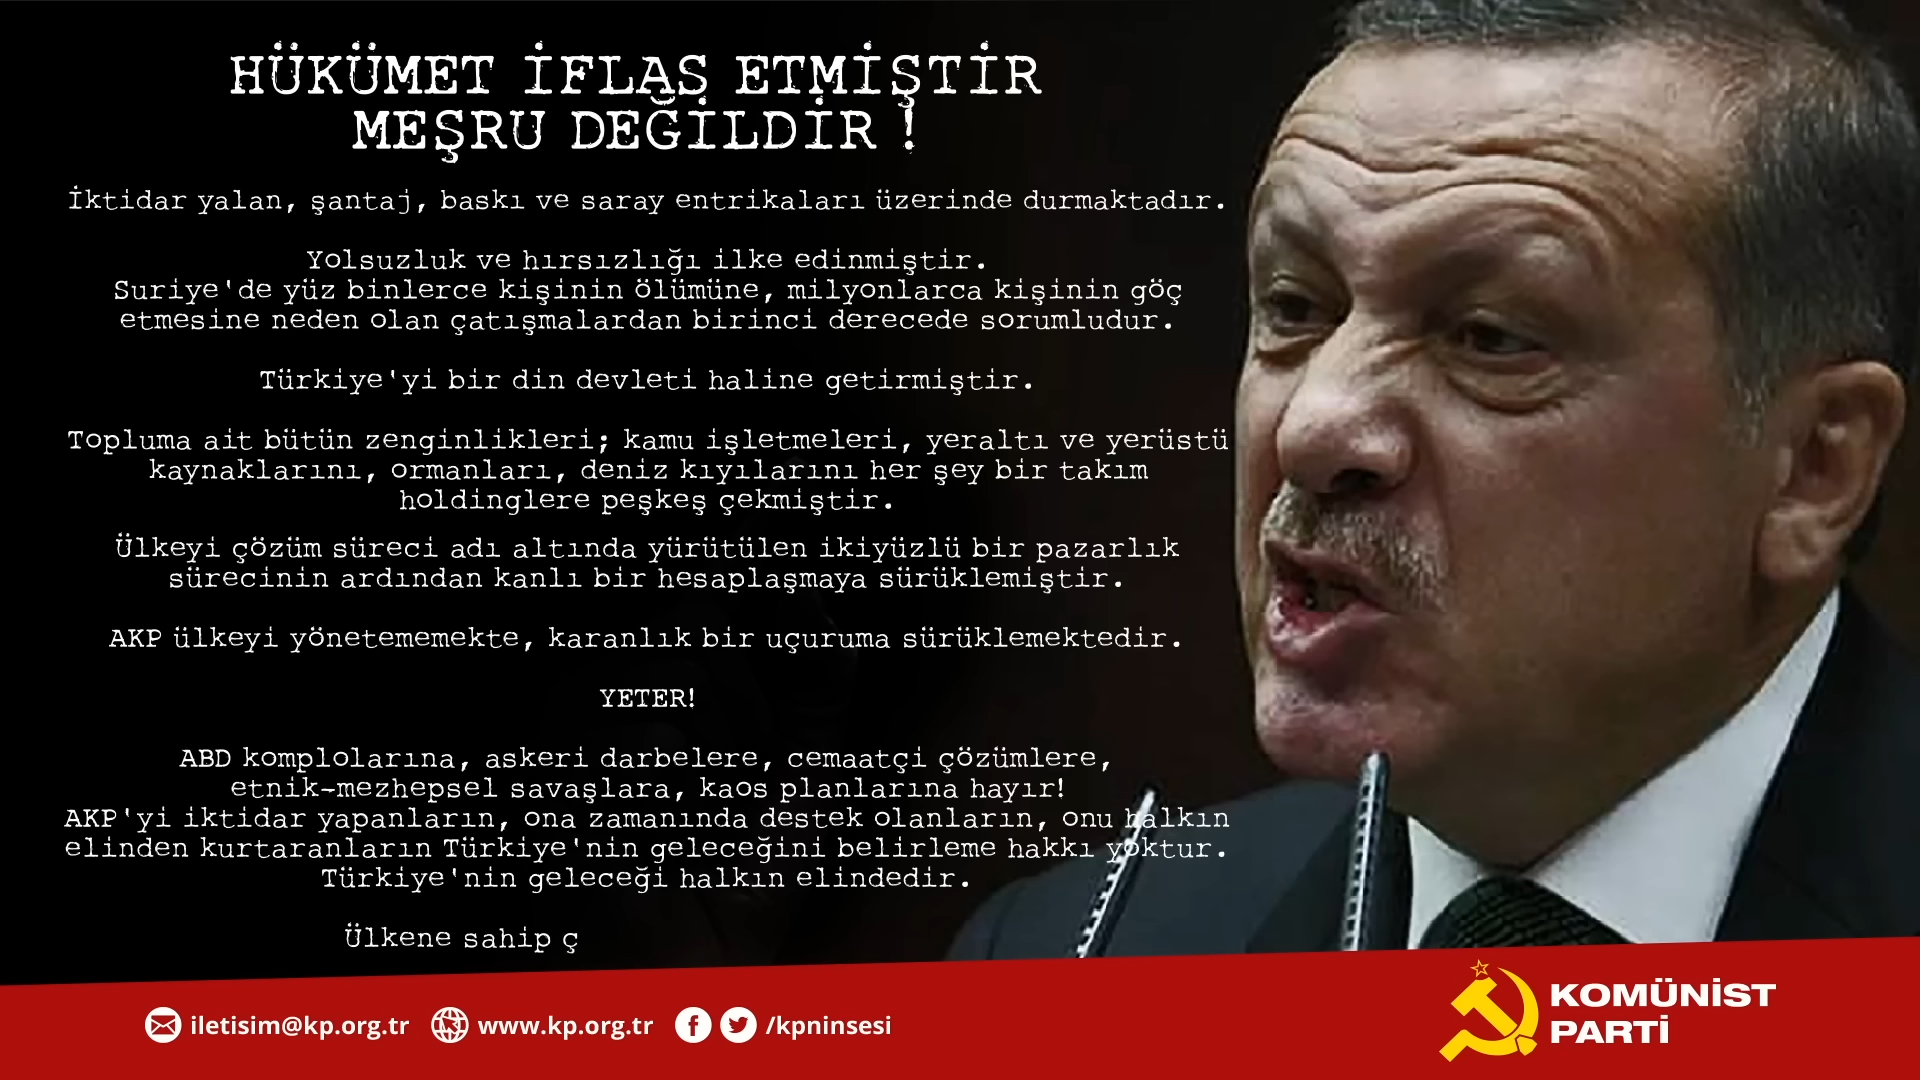 HÜKÜMET İFLAS ETMİŞTİR
MEŞRU DEĞİLDİR !
İktidar yalan, şantaj, baskı ve saray entrikaları üzerinde durmaktadır.
Yolsuzluk ve hırsızlığı ilke edinmiştir.
Suriye'de yüz binlerce kişinin ölümüne, milyonlarca kişinin göç
etmesine neden olan çatışmalardan birinci derecede sorumludur.
Türkiye'yi bir din devleti haline getirmiştir.
Topluma ait bütün zenginlikleri; kamu işletmeleri, yeraltı ve yerüstü
kaynaklarını, ormanları, deniz kıyılarını her şey bir takım
holdinglere peşkeş çekmiştir.
Ülkeyi çözüm süreci adı altında yürütülen ikiyüzlü bir pazarlık
sürecinin ardından kanlı bir hesaplaşmaya sürüklemiştir.
AKP ülkeyi yönetememekte, karanlık bir uçuruma sürüklemektedir.
YETER!
ABD komplolarına, askeri darbelere, cemaatçi çözümlere,
etnik-mezhepsel savaşlara, kaos planlarına hayır!
AKP'yi iktidar yapanların, ona zamanında destek olanların, onu halkın
elinden kurtaranların Türkiye'nin geleceğini belirleme hakkı yoktur.
Türkiye'nin geleceği halkın elindedir.
Ülkene sahip ç
iletisim@kp.org.tr www.kp.org.tr /kpninsesi
KOMÜNİST
PARTİ